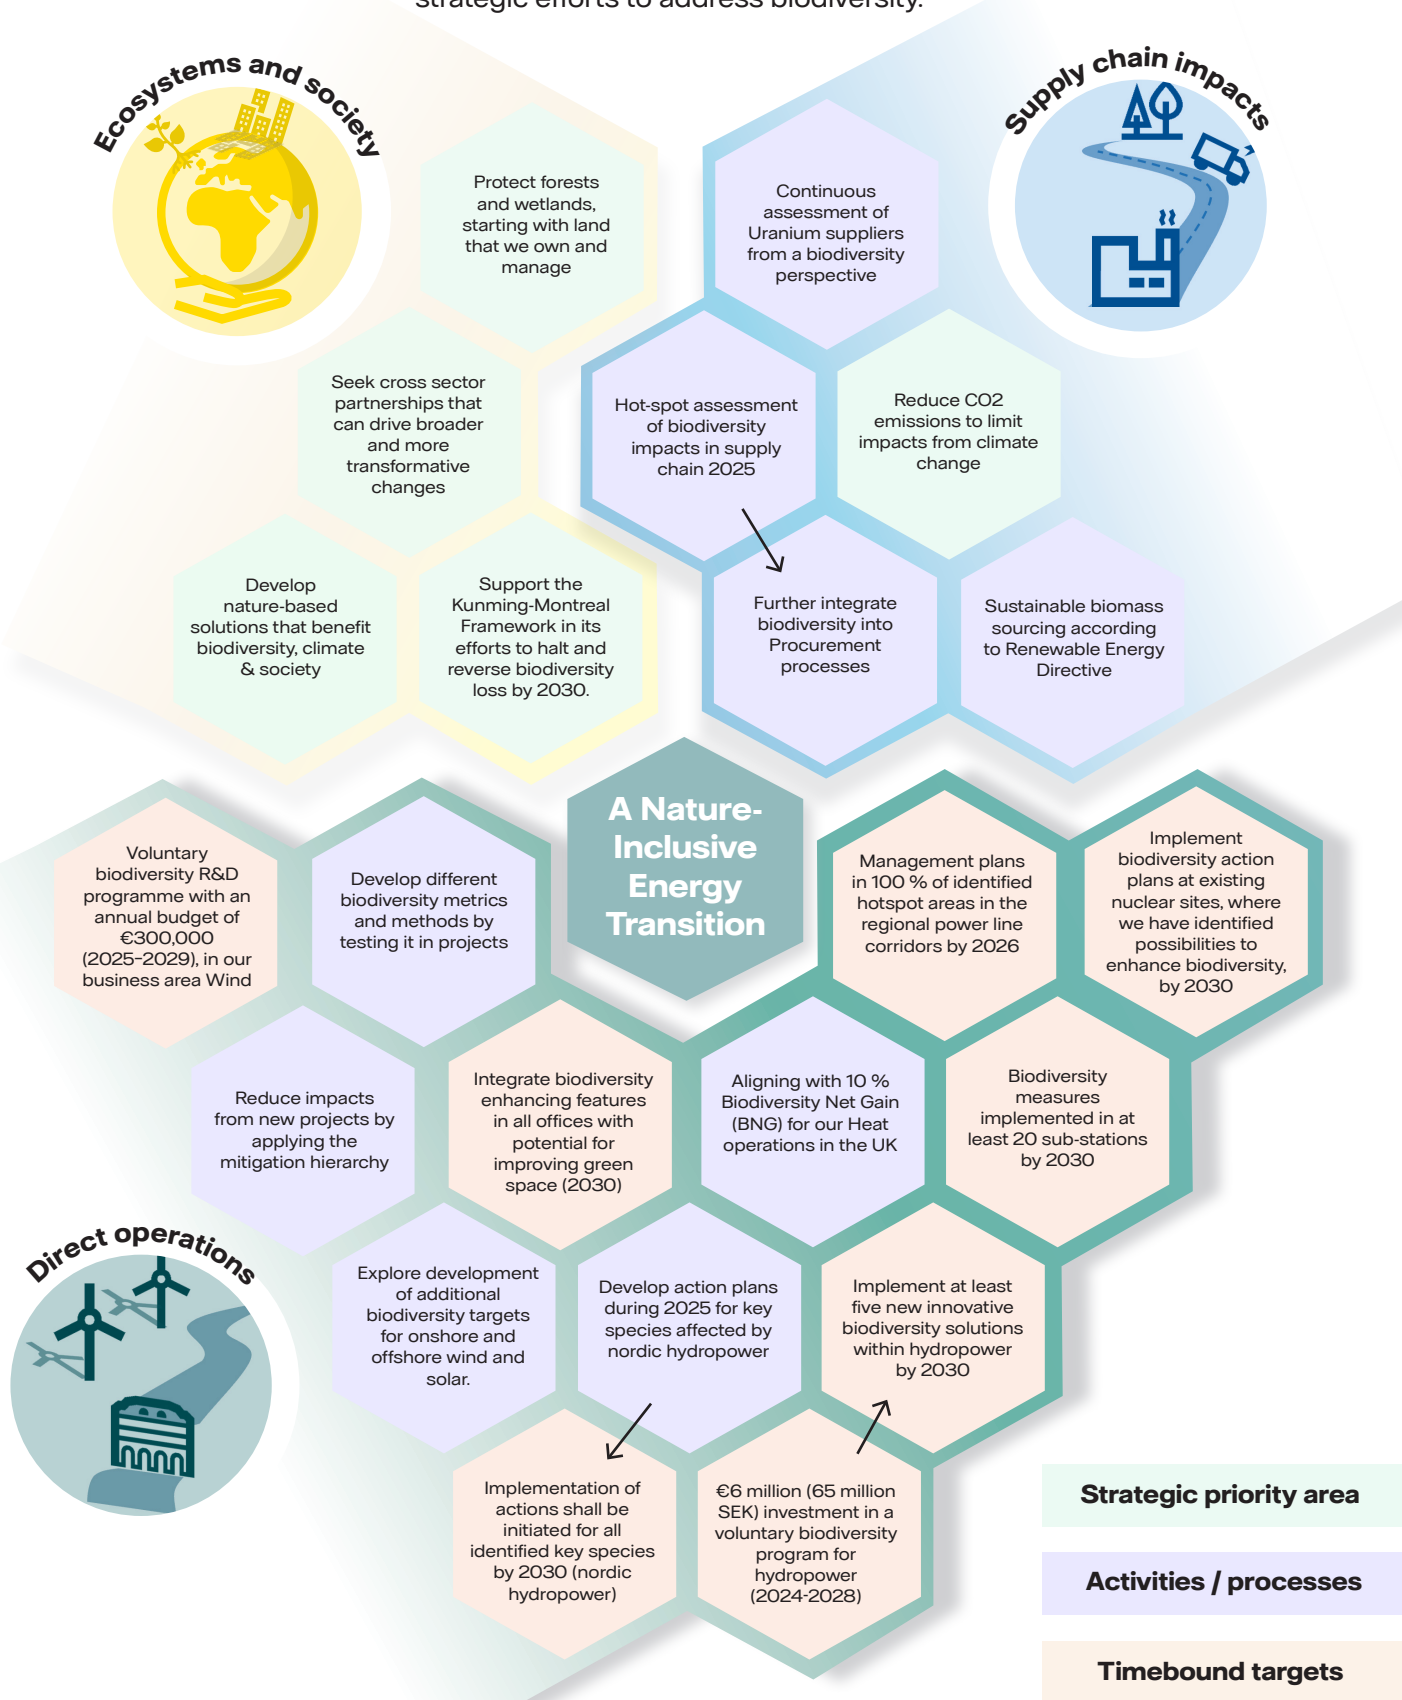 strategic efforts to address biodiversity.
Ecosystems and society
Supply chain impacts
Protect forests
and wetlands,
starting with land
that we own and
manage
Continuous
assessment of
Uranium suppliers
from a biodiversity
perspective
Seek cross sector
partnerships that
can drive broader
and more
transformative
changes
Hot-spot assessment
of biodiversity
impacts in supply
chain 2025
Reduce CO2
emissions to limit
impacts from climate
change
Develop
nature-based
solutions that benefit
biodiversity, climate
& society
Support the
Kunming-Montreal
Framework in its
efforts to halt and
reverse biodiversity
loss by 2030.
Further integrate
biodiversity into
Procurement
processes
Sustainable biomass
sourcing according
to Renewable Energy
Directive
A Nature-
Inclusive
Energy
Transition
Voluntary
biodiversity R&D
programme with an
annual budget of
€300,000
(2025–2029), in our
business area Wind
Develop different
biodiversity metrics
and methods by
testing it in projects
Management plans
in 100 % of identified
hotspot areas in the
regional power line
corridors by 2026
Implement
biodiversity action
plans at existing
nuclear sites, where
we have identified
possibilities to
enhance biodiversity,
by 2030
Reduce impacts
from new projects by
applying the
mitigation hierarchy
Integrate biodiversity
enhancing features
in all offices with
potential for
improving green
space (2030)
Aligning with 10 %
Biodiversity Net Gain
(BNG) for our Heat
operations in the UK
Biodiversity
measures
implemented in at
least 20 sub-stations
by 2030
Direct operations
Explore development
of additional
biodiversity targets
for onshore and
offshore wind and
solar.
Develop action plans
during 2025 for key
species affected by
nordic hydropower
Implement at least
five new innovative
biodiversity solutions
within hydropower
by 2030
Implementation of
actions shall be
initiated for all
identified key species
by 2030 (nordic
hydropower)
€6 million (65 million
SEK) investment in a
voluntary biodiversity
program for
hydropower
(2024-2028)
Strategic priority area
Activities / processes
Timebound targets